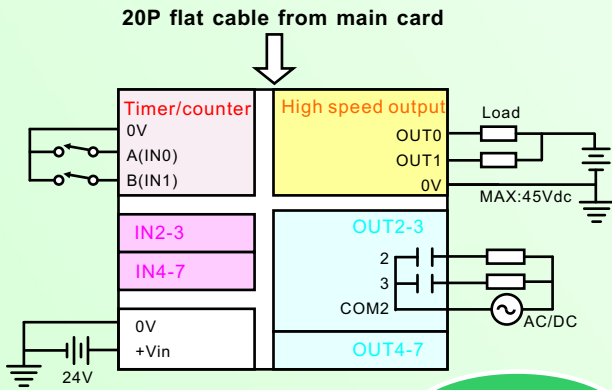 20P flat cable from main card
Timer/counter
0V
A(IN0)
B(IN1)
High speed output
OUT0
OUT1
0V
Load
MAX:45Vdc
IN2-3
IN4-7
OUT2-3
2
3
COM2
AC/DC
0V
+Vin
24V
OUT4-7